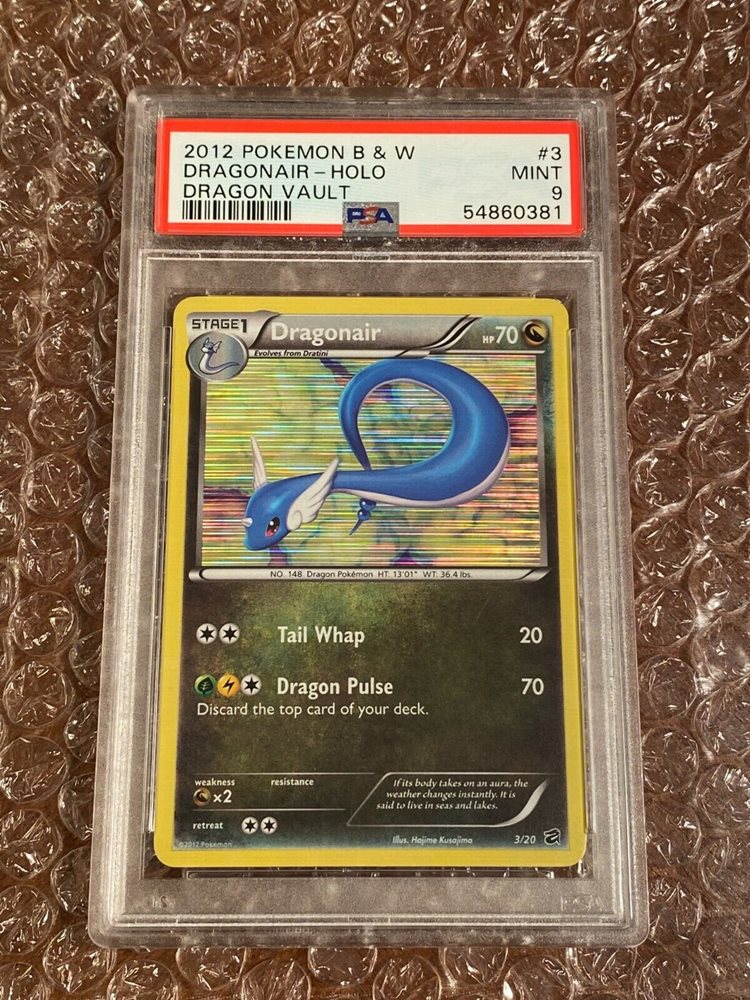 2012 POKEMON B & W #3
DRAGONAIR - HOLO MINT
DRAGON VAULT 9
PSA 54860381
STAGE1 Dragonair HP70
Evolves from Dratini
NO. 148 Dragon Pokémon HT: 13'01" WT: 36.4 lbs.
Tail Whap 20
Dragon Pulse 70
Discard the top card of your deck.
weakness resistance
×2
If its body takes on an aura, the
weather changes instantly. It is
said to live in seas and lakes.
retreat
©2012 Pokémon
Illus. Hajime Kusajima
3/20